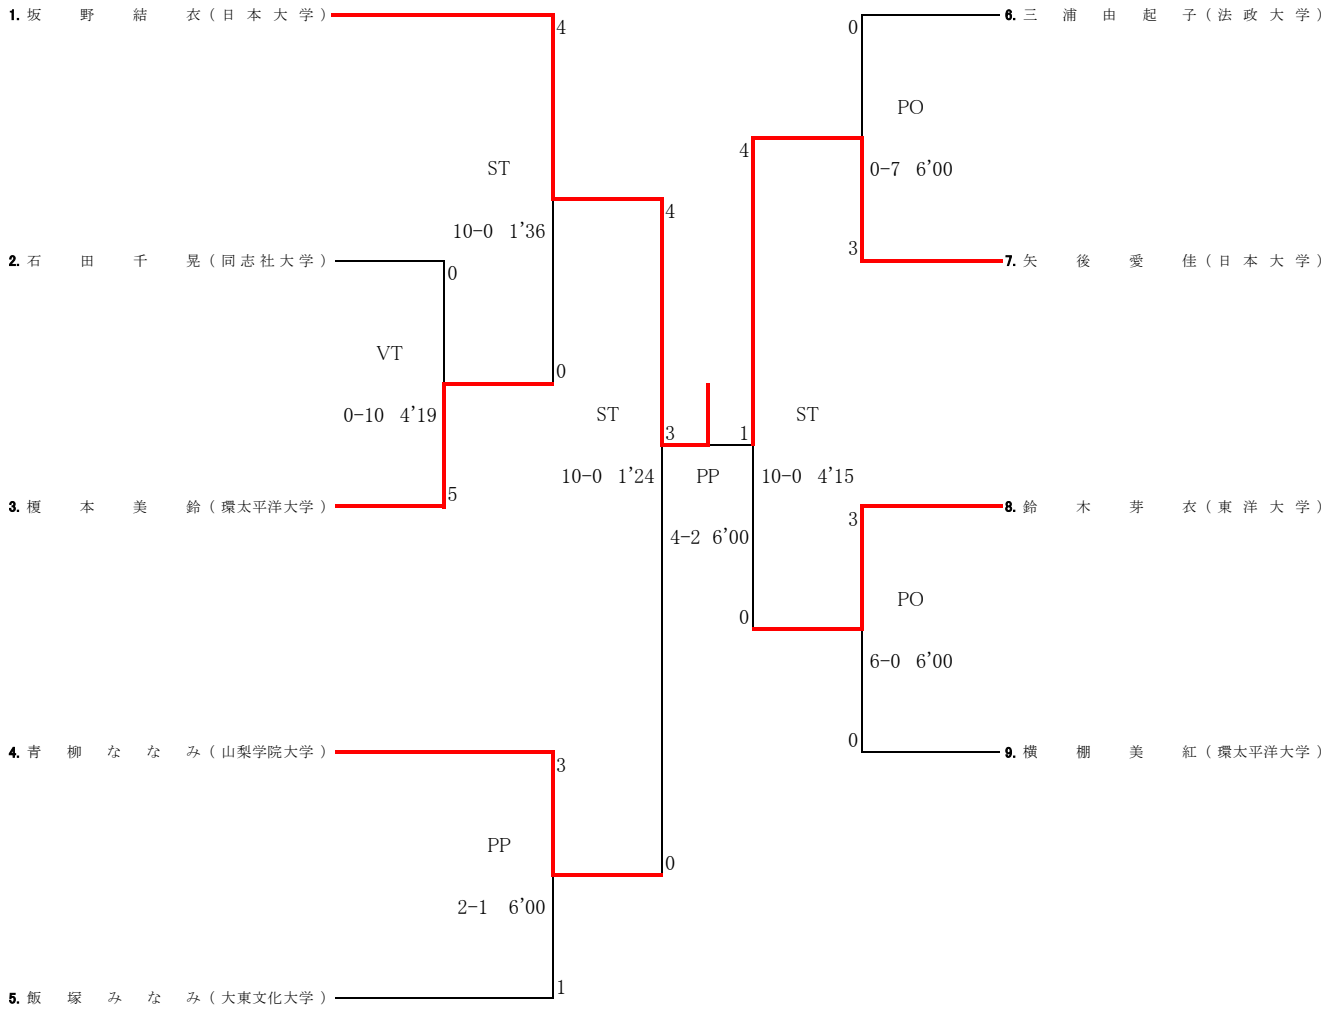 1. 坂野結衣(日本大学)
4
0
6. 三浦由起子(法政大学)
PO
4
0-7 6'00
ST
4
10-0 1'36
3
2. 石田千晃(同志社大学)
0
7. 矢後愛佳(日本大学)
VT
0
0-10 4'19
ST
3
1
ST
10-0 1'24
PP
10-0 4'15
5
3. 榎本美鈴(環太平洋大学)
3
8. 鈴木芽衣(東洋大学)
4-2 6'00
PO
0
6-0 6'00
4. 青柳ななみ(山梨学院大学)
3
0
9. 横棚美紅(環太平洋大学)
PP
0
2-1 6'00
1
5. 飯塚みなみ(大東文化大学)